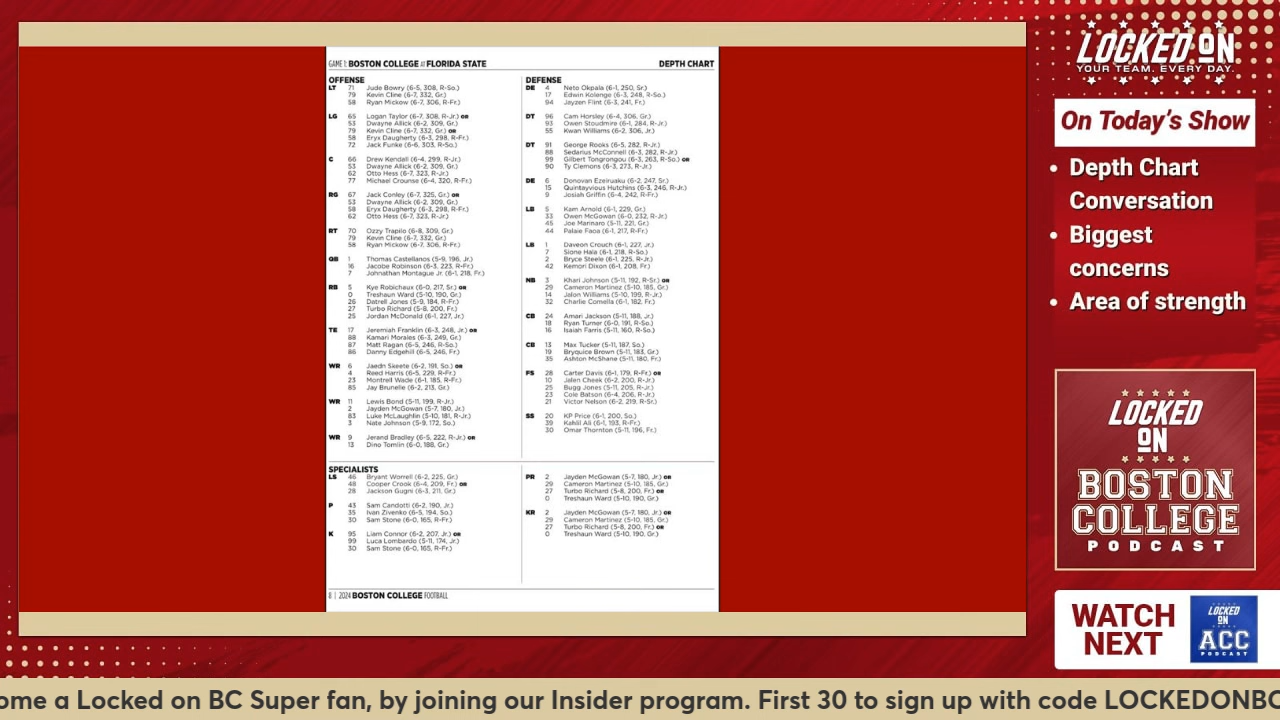 GAME 1: BOSTON COLLEGE at FLORIDA STATE
DEPTH CHART
OFFENSE
LT 71 Jude Bowry (6-5, 308, R-So.)
79 Kevin Cline (6-7, 332, Gr.)
58 Ryan Mickow (6-7, 306, R-Fr.)
LG 65 Logan Taylor (6-7, 308, R-Jr.) OR
53 Dwayne Allick (6-2, 309, Gr.)
79 Kevin Cline (6-7, 332, Gr.) OR
58 Eryx Daugherty (6-3, 298, R-Fr.)
72 Jack Funke (6-6, 303, R-So.)
C 66 Drew Kendall (6-4, 299, R-Jr.)
53 Dwayne Allick (6-2, 309, Gr.)
62 Otto Hess (6-7, 323, R-Jr.)
77 Michael Crounse (6-4, 320, R-Fr.)
RG 67 Jack Conley (6-7, 325, Gr.) OR
53 Dwayne Allick (6-2, 309, Gr.)
58 Eryx Daugherty (6-3, 298, R-Fr.)
62 Otto Hess (6-7, 323, R-Jr.)
RT 70 Ozzy Trapilo (6-8, 309, Gr.)
79 Kevin Cline (6-7, 332, Gr.)
58 Ryan Mickow (6-7, 306, R-Fr.)
QB 1 Thomas Castellanos (5-9, 196, Jr.)
16 Jacobe Robinson (6-3, 223, R-Fr.)
7 Johnathan Montague Jr. (6-1, 218, Fr.)
RB 5 Kye Robichaux (6-0, 217, Sr.) OR
0 Treshaun Ward (5-10, 190, Gr.)
26 Datrell Jones (5-9, 184, R-Fr.)
27 Turbo Richard (5-8, 200, Fr.)
25 Jordan McDonald (6-1, 227, Jr.)
TE 17 Jeremiah Franklin (6-3, 248, Jr.) OR
88 Kamari Morales (6-3, 249, Gr.)
87 Matt Ragan (6-5, 246, R-So.)
86 Danny Edgehill (6-5, 246, Fr.)
WR 6 Jaedn Skeete (6-2, 191, So.) OR
4 Reed Harris (6-5, 229, R-Fr.)
23 Montrell Wade (6-1, 185, R-Fr.)
85 Jay Brunelle (6-2, 213, Gr.)
WR 11 Lewis Bond (5-11, 199, R-Jr.)
2 Jayden McGowan (5-7, 180, Jr.)
83 Luke McLaughlin (5-10, 181, R-Jr.)
3 Nate Johnson (5-9, 172, So.)
WR 9 Jerand Bradley (6-5, 222, R-Jr.) OR
13 Dino Tomlin (6-0, 188, Gr.)
DEFENSE
DE 4 Neto Okpala (6-1, 250, Sr.)
17 Edwin Kolenge (6-3, 248, R-So.)
94 Jayzen Flint (6-3, 241, Fr.)
DT 96 Cam Horsley (6-4, 306, Gr.)
93 Owen Stoudmire (6-1, 284, R-Jr.)
55 Kwan Williams (6-2, 306, Jr.)
DT 91 George Rooks (6-5, 282, R-Jr.)
88 Sedarius McConnell (6-3, 282, R-Jr.)
99 Gilbert Tongrongou (6-3, 263, R-So.) OR
90 Ty Clemons (6-3, 273, R-Jr.)
DE 6 Donovan Ezeiruaku (6-2, 247, Sr.)
15 Quintayvious Hutchins (6-3, 246, R-Jr.)
9 Josiah Griffin (6-4, 242, R-Fr.)
LB 5 Kam Arnold (6-1, 229, Gr.)
33 Owen McGowan (6-0, 232, R-Jr.)
45 Joe Marinaro (5-11, 221, Gr.)
44 Palaie Faoa (6-1, 217, R-Fr.)
LB 1 Daveon Crouch (6-1, 227, Jr.)
7 Sione Hala (6-1, 218, R-So.)
2 Bryce Steele (6-1, 225, R-Jr.)
42 Kemori Dixon (6-1, 208, Fr.)
NB 3 Khari Johnson (5-11, 192, R-Sr.) OR
29 Cameron Martinez (5-10, 185, Gr.)
14 Jalon Williams (5-10, 199, R-Jr.)
32 Charlie Comella (6-1, 182, Fr.)
CB 24 Amari Jackson (5-11, 188, Jr.)
18 Ryan Turner (6-0, 191, R-So.)
16 Isaiah Farris (5-11, 160, R-So.)
CB 13 Max Tucker (5-11, 187, So.)
19 Bryquice Brown (5-11, 183, Gr.)
35 Ashton McShane (5-11, 180, Fr.)
FS 28 Carter Davis (6-1, 179, R-Fr.) OR
10 Jalen Cheek (6-2, 200, R-Jr.)
25 Bugg Jones (5-11, 205, R-Jr.)
23 Cole Batson (6-4, 206, R-Jr.)
21 Victor Nelson (6-2, 219, R-Sr.)
SS 20 KP Price (6-1, 200, So.)
39 Kahlil Ali (6-1, 193, R-Fr.)
30 Omar Thornton (5-11, 196, Fr.)
SPECIALISTS
LS 46 Bryant Worrell (6-2, 225, Gr.)
48 Cooper Crook (6-4, 209, Fr.) OR
28 Jackson Gugni (6-3, 211, Gr.)
P 43 Sam Candotti (6-2, 190, Jr.)
35 Ivan Zivenko (6-5, 194, So.)
30 Sam Stone (6-0, 165, R-Fr.)
K 95 Liam Connor (6-2, 207, Jr.) OR
99 Luca Lombardo (5-11, 174, Jr.)
30 Sam Stone (6-0, 165, R-Fr.)
PR 2 Jayden McGowan (5-7, 180, Jr.) OR
29 Cameron Martinez (5-10, 185, Gr.)
27 Turbo Richard (5-8, 200, Fr.) OR
0 Treshaun Ward (5-10, 190, Gr.)
KR 2 Jayden McGowan (5-7, 180, Jr.) OR
29 Cameron Martinez (5-10, 185, Gr.)
27 Turbo Richard (5-8, 200, Fr.) OR
0 Treshaun Ward (5-10, 190, Gr.)
8 | 2024 BOSTON COLLEGE FOOTBALL
LOCKED ON
YOUR TEAM. EVERY DAY.
On Today's Show
• Depth Chart
Conversation
• Biggest
concerns
• Area of strength
LOCKED
ON
BOSTON
COLLEGE
PODCAST
WATCH
NEXT
LOCKED
ON
ACC
PODCAST
ome a Locked on BC Super fan, by joining our Insider program. First 30 to sign up with code LOCKEDONBC